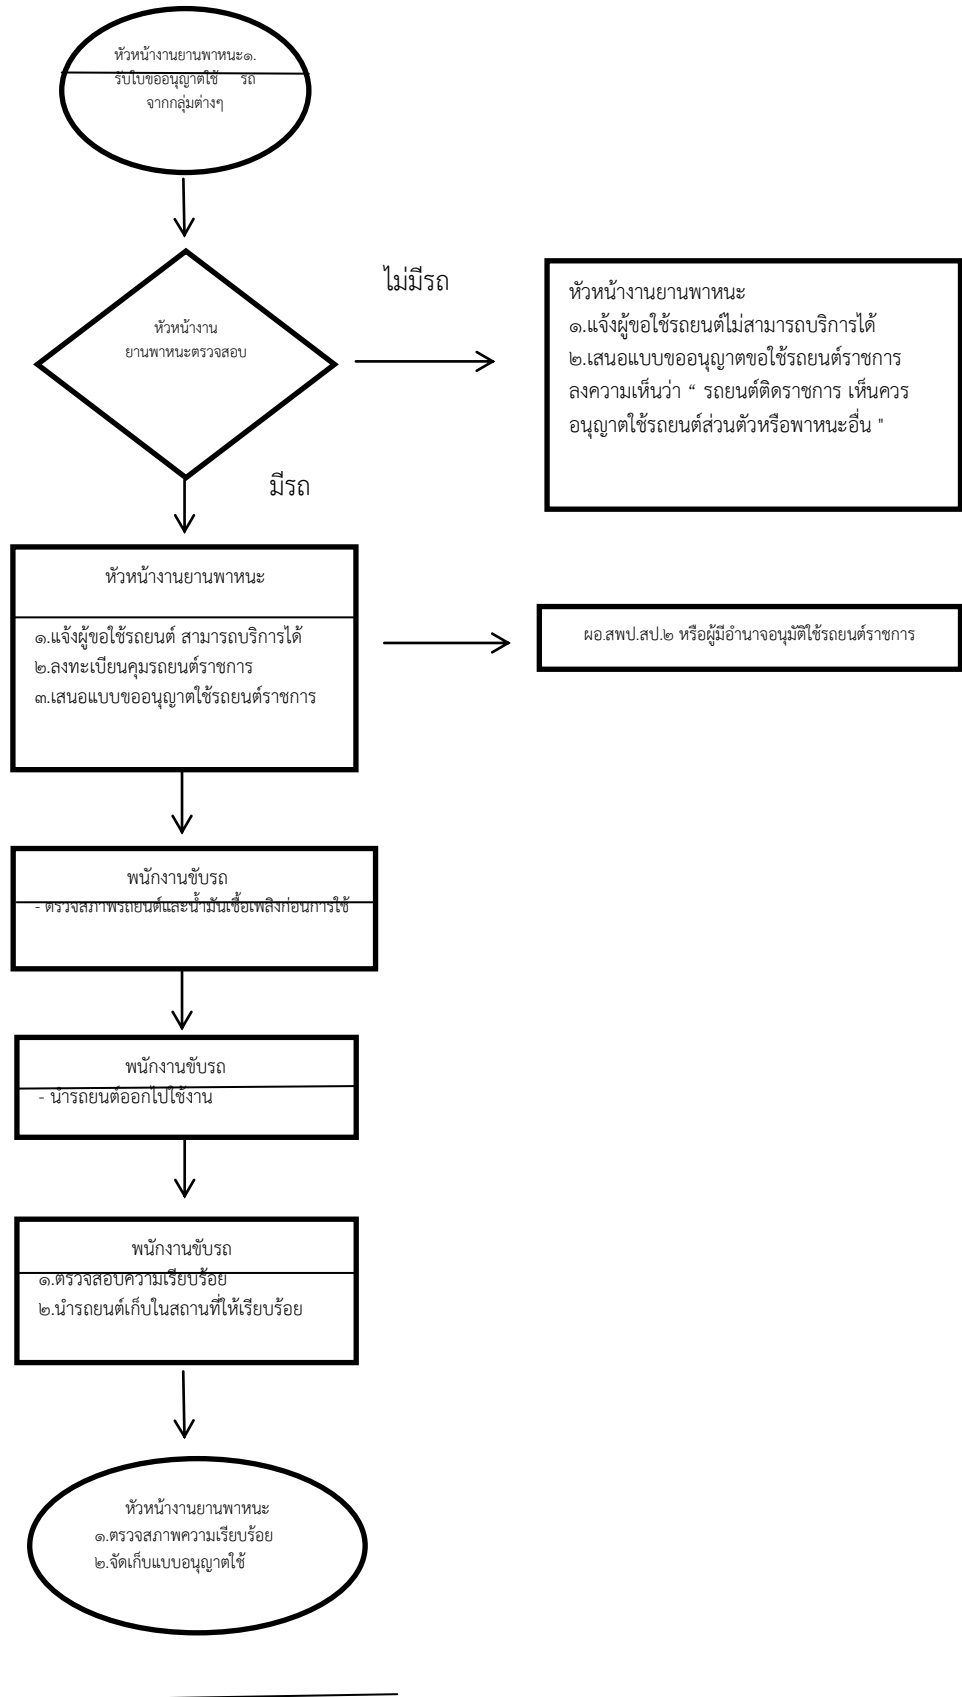 หัวหน้างานยานพาหนะ๑.
รับใบขออนุญาตใช้ รถ
จากกลุ่มต่างๆ
หัวหน้างาน
ยานพาหนะตรวจสอบ
ไม่มีรถ
หัวหน้างานยานพาหนะ
๑.แจ้งผู้ขอใช้รถยนต์ไม่สามารถบริการได้
๒.เสนอแบบขออนุญาตขอใช้รถยนต์ราชการ
ลงความเห็นว่า “ รถยนต์ติดราชการ เห็นควร
อนุญาตใช้รถยนต์ส่วนตัวหรือพาหนะอื่น "
มีรถ
หัวหน้างานยานพาหนะ
๑.แจ้งผู้ขอใช้รถยนต์ สามารถบริการได้
๒.ลงทะเบียนคุมรถยนต์ราชการ
๓.เสนอแบบขออนุญาตใช้รถยนต์ราชการ
ผอ.สพป.สป.๒ หรือผู้มีอำนาจอนุมัติใช้รถยนต์ราชการ
พนักงานขับรถ
- ตรวจสภาพรถยนต์และน้ำมันเชื้อเพลิงก่อนการใช้
พนักงานขับรถ
- นำรถยนต์ออกไปใช้งาน
พนักงานขับรถ
๑.ตรวจสอบความเรียบร้อย
๒.นำรถยนต์เก็บในสถานที่ให้เรียบร้อย
หัวหน้างานยานพาหนะ
๑.ตรวจสภาพความเรียบร้อย
๒.จัดเก็บแบบอนุญาตใช้